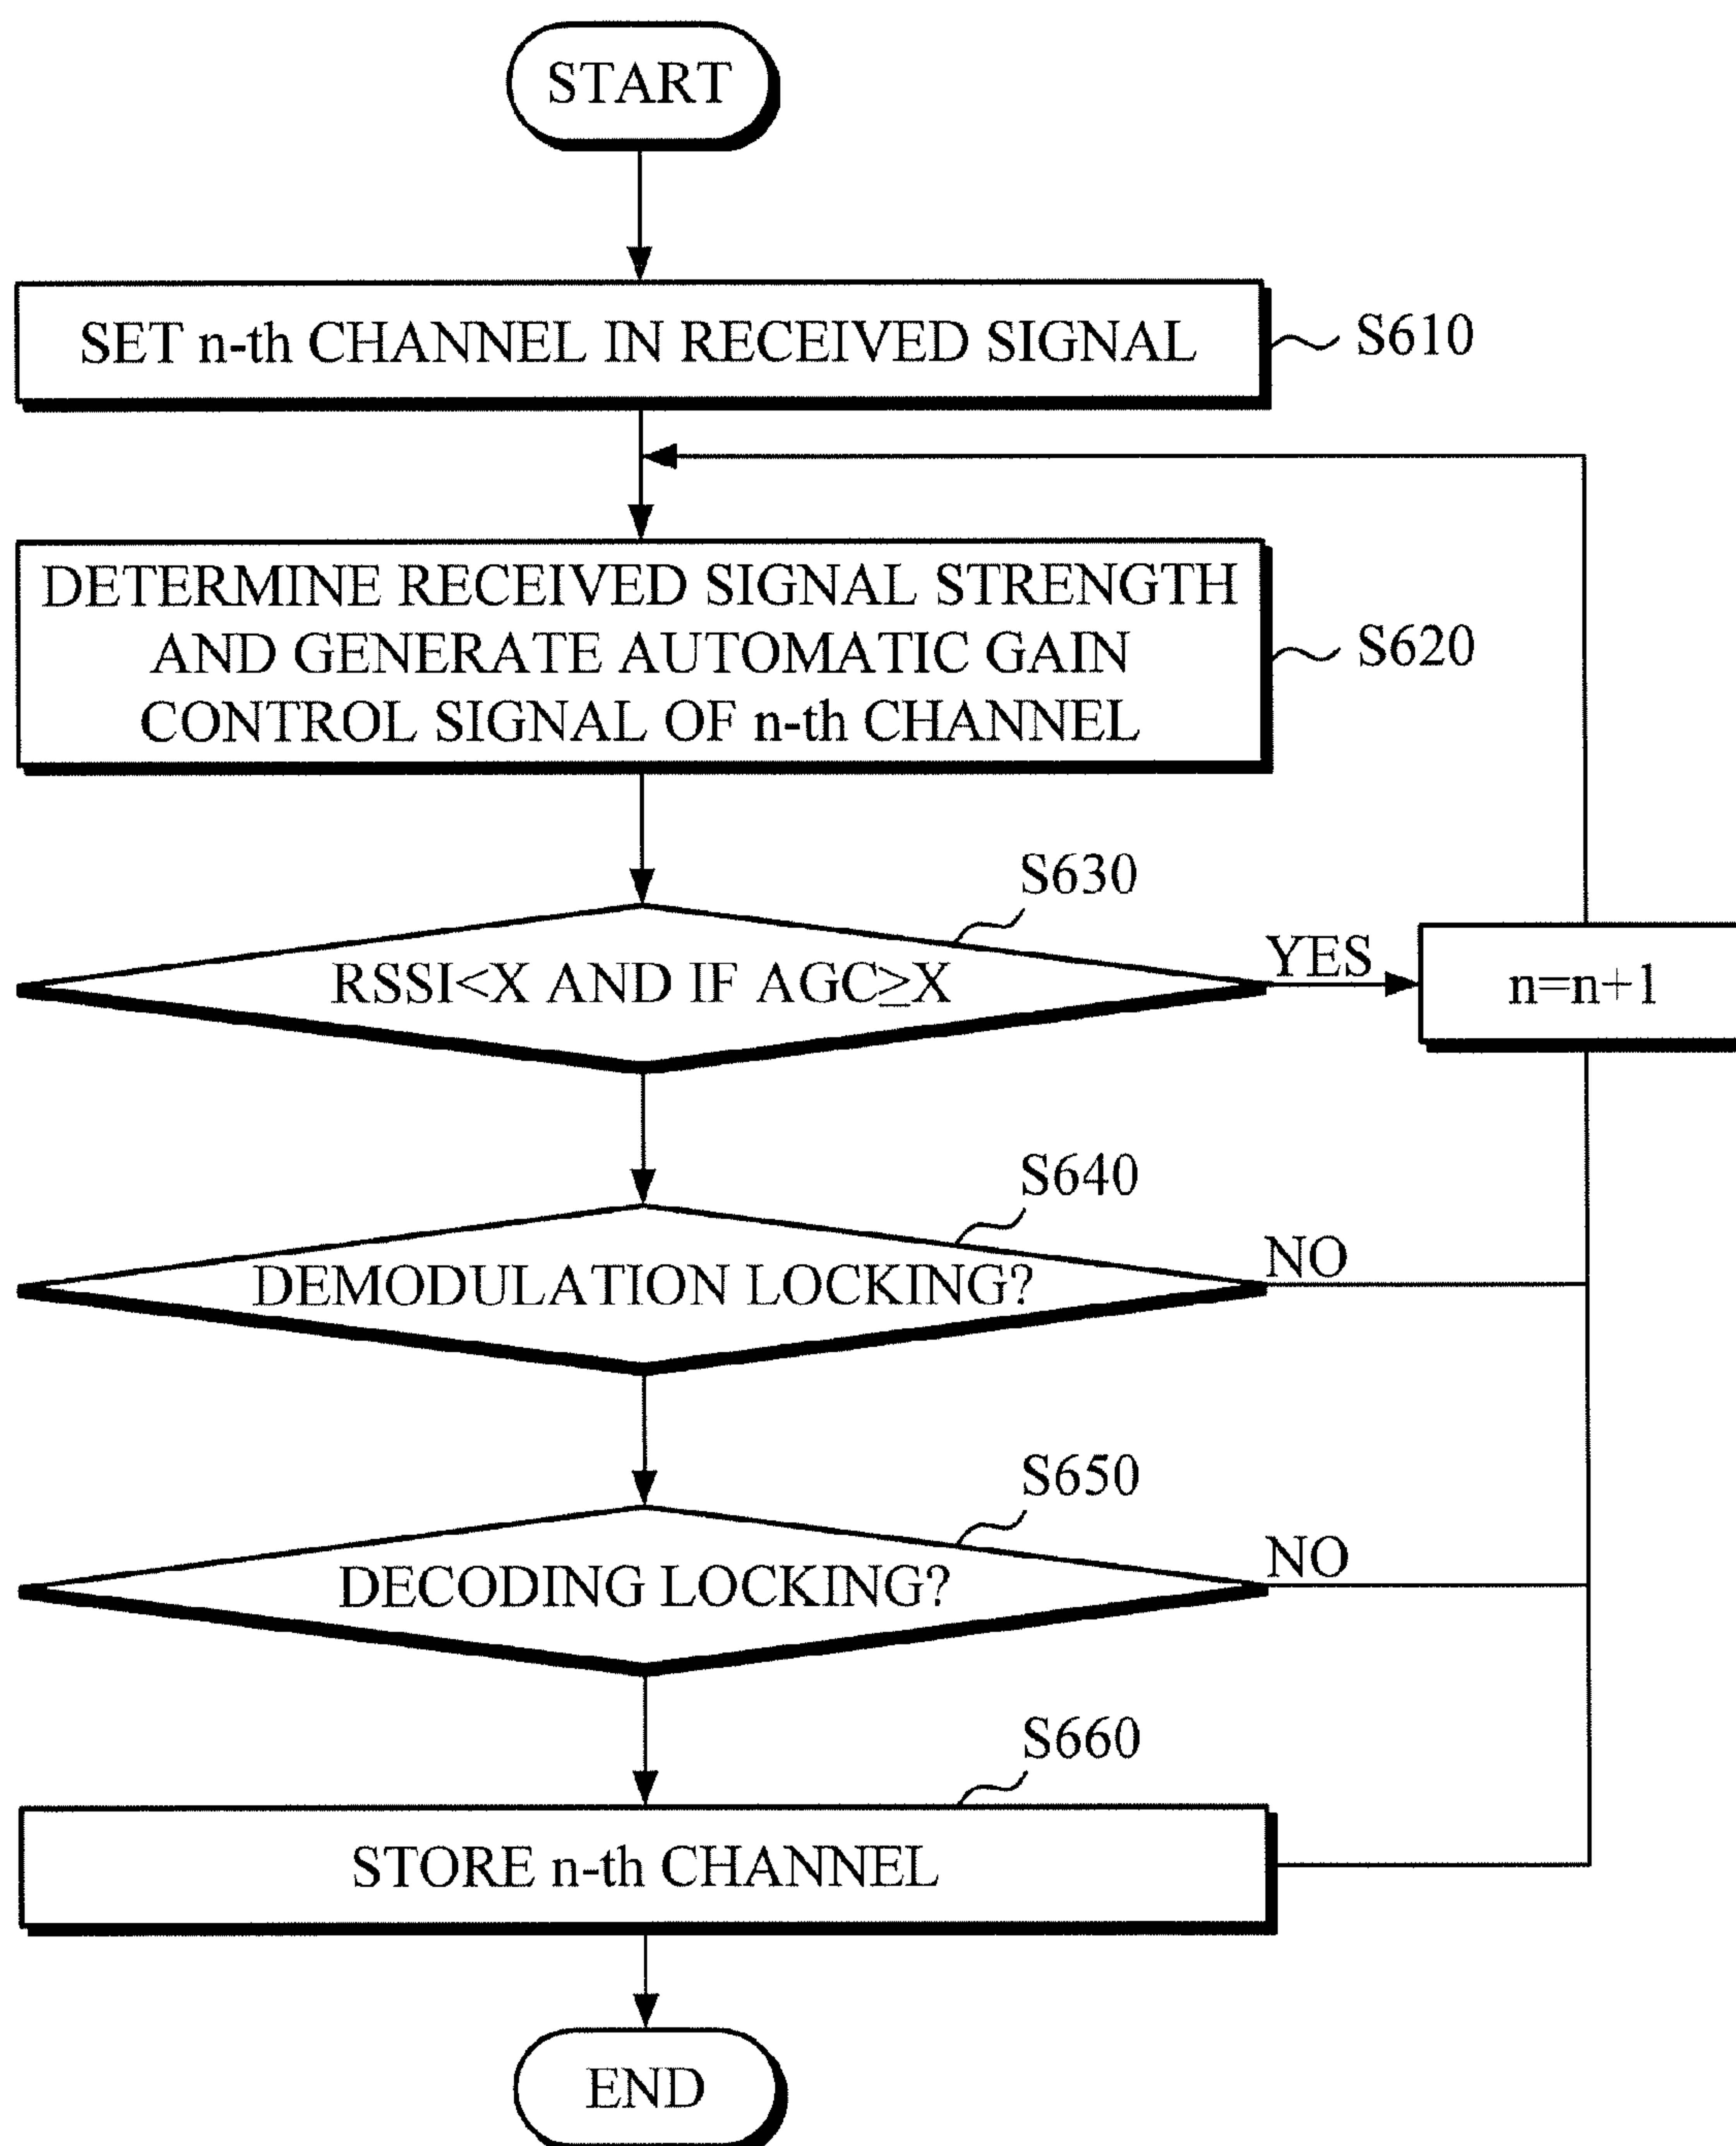 START
SET n-th CHANNEL IN RECEIVED SIGNAL
S610
DETERMINE RECEIVED SIGNAL STRENGTH
AND GENERATE AUTOMATIC GAIN
CONTROL SIGNAL OF n-th CHANNEL
S620
S630
RSSI<X AND IF AGC≥X
YES
n=n+1
S640
DEMODULATION LOCKING?
NO
S650
DECODING LOCKING?
NO
S660
STORE n-th CHANNEL
END